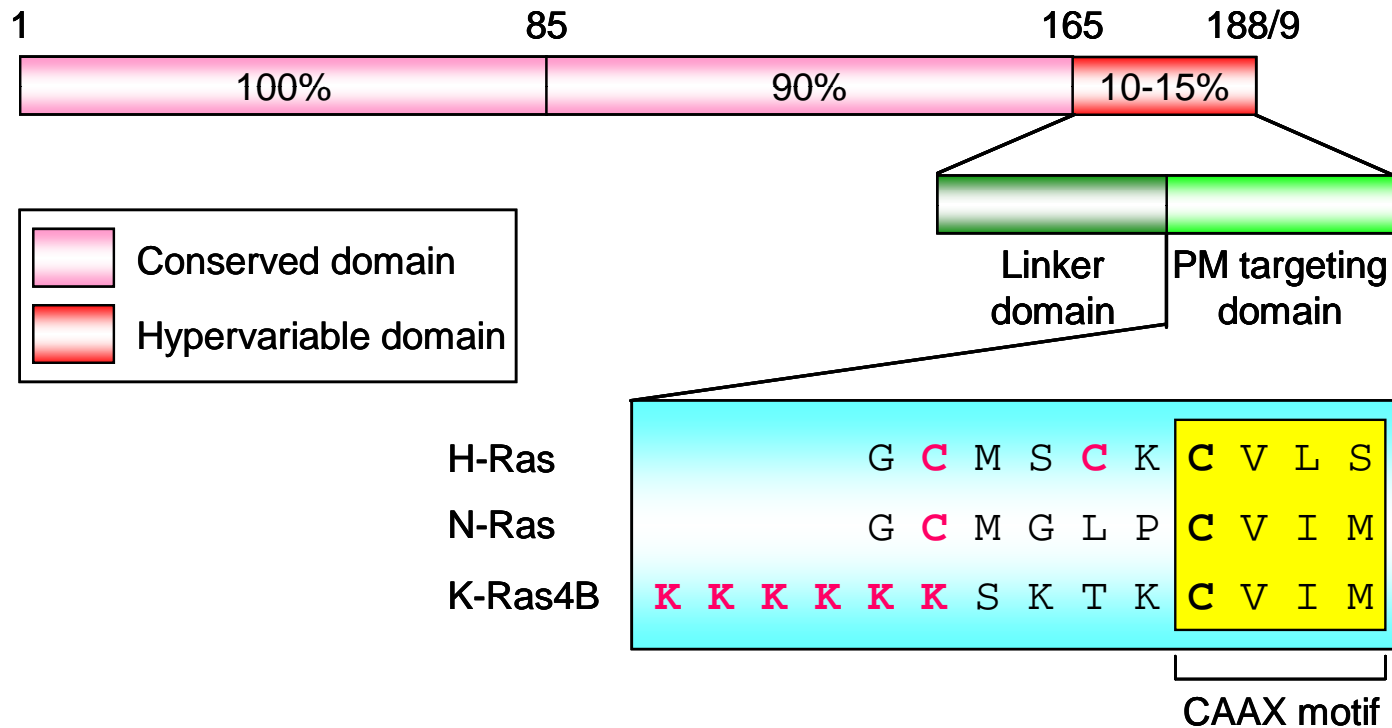 1 85 165 188/9
100% 90% 10-15%
Linker domain
PM targeting domain
Conserved domain
Hypervariable domain
H-Ras G C M S C K C V L S
N-Ras G C M G L P C V I M
K-Ras4B K K K K K K S K T K C V I M
CAAX motif